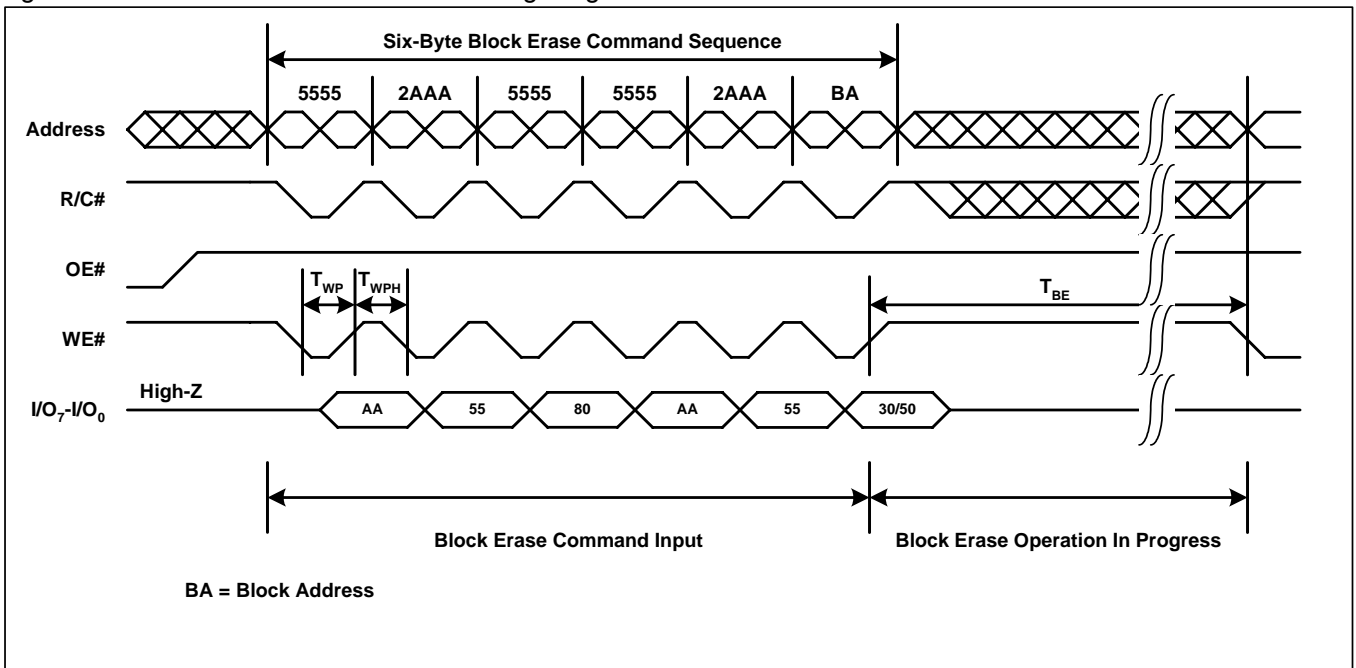 Six-Byte Block Erase Command Sequence
5555 2AAA 5555 5555 2AAA BA
Address
R/C#
OE#
TWP TWPH TBE
WE#
High-Z
I/O7-I/O0
AA 55 80 AA 55 30/50
Block Erase Command Input Block Erase Operation In Progress
BA = Block Address